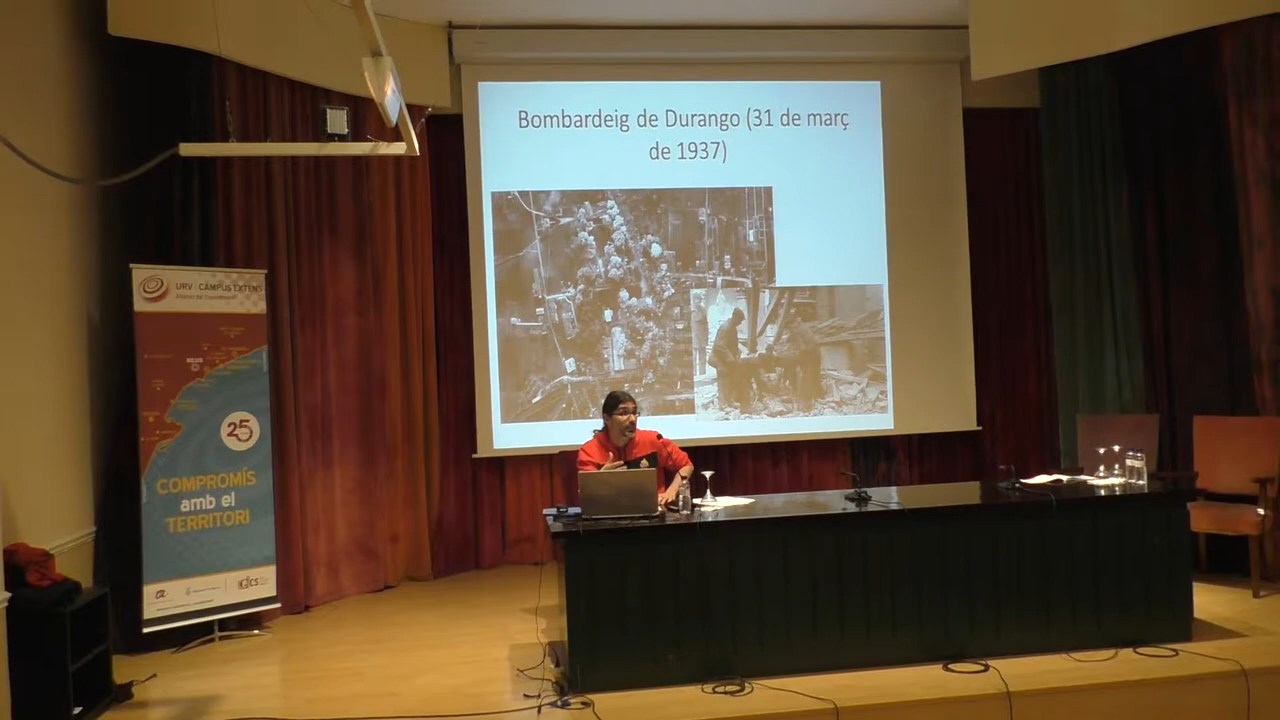 Bombardeig de Durango (31 de març
de 1937)
URV | CAMPUS EXTENS
25
COMPROMÍS
amb el
TERRITORI